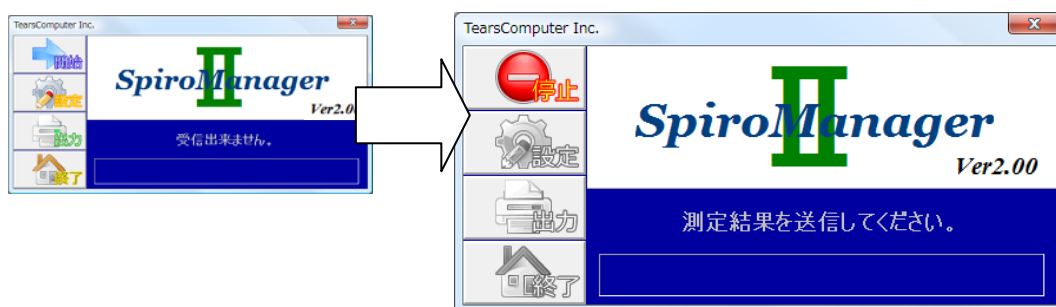 TearsComputer Inc.
開始
設定
出力
終了
SpiroManager
II
Ver2.0
受信出来ません。
TearsComputer Inc.
停止
設定
出力
終了
SpiroManager
II
Ver2.00
測定結果を送信してください。